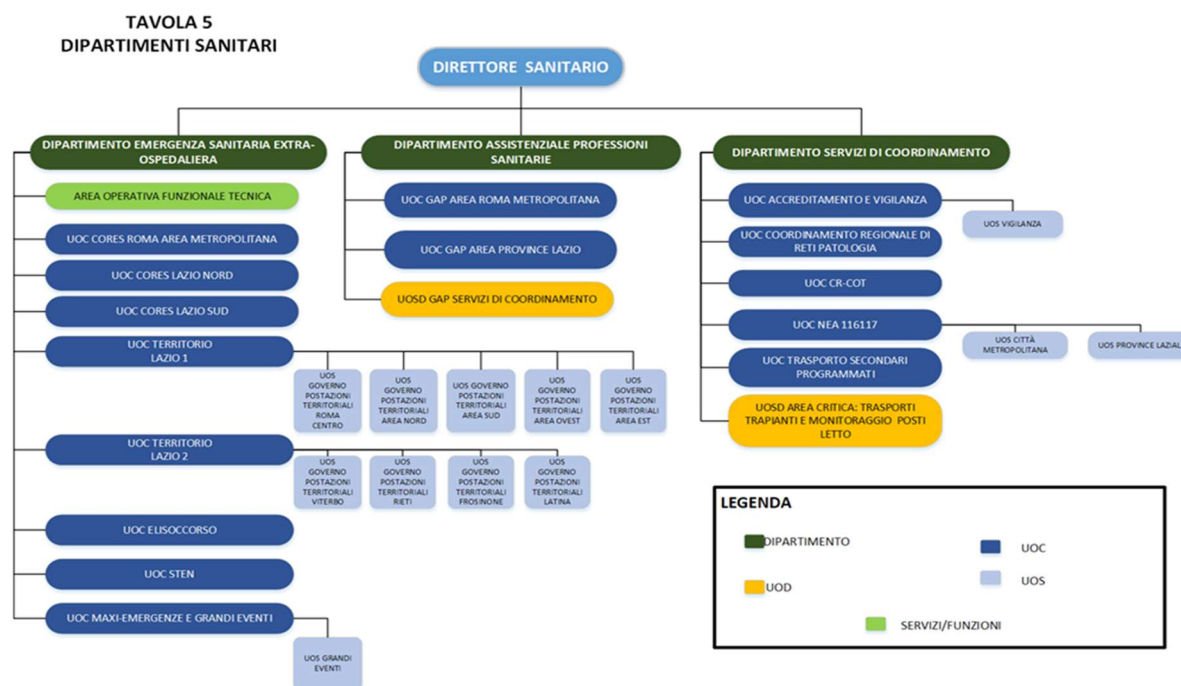 TAVOLA 5
DIPARTIMENTI SANITARI
DIRETTORE SANITARIO
DIPARTIMENTO EMERGENZA SANITARIA EXTRA-
OSPEDALIERA
AREA OPERATIVA FUNZIONALE TECNICA
UOC CORES ROMA AREA METROPOLITANA
UOC CORES LAZIO NORD
UOC CORES LAZIO SUD
UOC TERRITORIO
LAZIO 1
UOS
GOVERNO
POSTAZIONI
TERRITORIALI
ROMA
CENTRO
UOS
GOVERNO
POSTAZIONI
TERRITORIALI
AREA NORD
UOS GOVERNO
POSTAZIONI
TERRITORIALI
AREA SUD
UOS
GOVERNO
POSTAZIONI
TERRITORIALI
AREA OVEST
UOS
GOVERNO
POSTAZIONI
TERRITORIALI
AREA EST
UOC TERRITORIO
LAZIO 2
UOS
GOVERNO
POSTAZIONI
TERRITORIALI
VITERBO
UOS
GOVERNO
POSTAZIONI
TERRITORIALI
RIETI
UOS
GOVERNO
POSTAZIONI
TERRITORIALI
FROSINONE
UOS
GOVERNO
POSTAZIONI
TERRITORIALI
LATINA
UOC ELISOCCORSO
UOC STEN
UOC MAXI-EMERGENZE E GRANDI EVENTI
UOS GRANDI
EVENTI
DIPARTIMENTO ASSISTENZIALE PROFESSIONI
SANITARIE
UOC GAP AREA ROMA METROPOLITANA
UOC GAP AREA PROVINCE LAZIO
UOSD GAP SERVIZI DI COORDINAMENTO
DIPARTIMENTO SERVIZI DI COORDINAMENTO
UOC ACCREDITAMENTO E VIGILANZA
UOS VIGILANZA
UOC COORDINAMENTO REGIONALE DI
RETI PATOLOGIA
UOC CR-COT
UOC NEA 116117
UOS CITTÀ
METROPOLITANA
UOS PROVINCE LAZIALI
UOC TRASPORTO SECONDARI
PROGRAMMATI
UOSD AREA CRITICA: TRASPORTI
TRAPIANTI E MONITORAGGIO POSTI
LETTO
LEGENDA
DIPARTIMENTO
UOC
UOD
UOS
SERVIZI/FUNZIONI